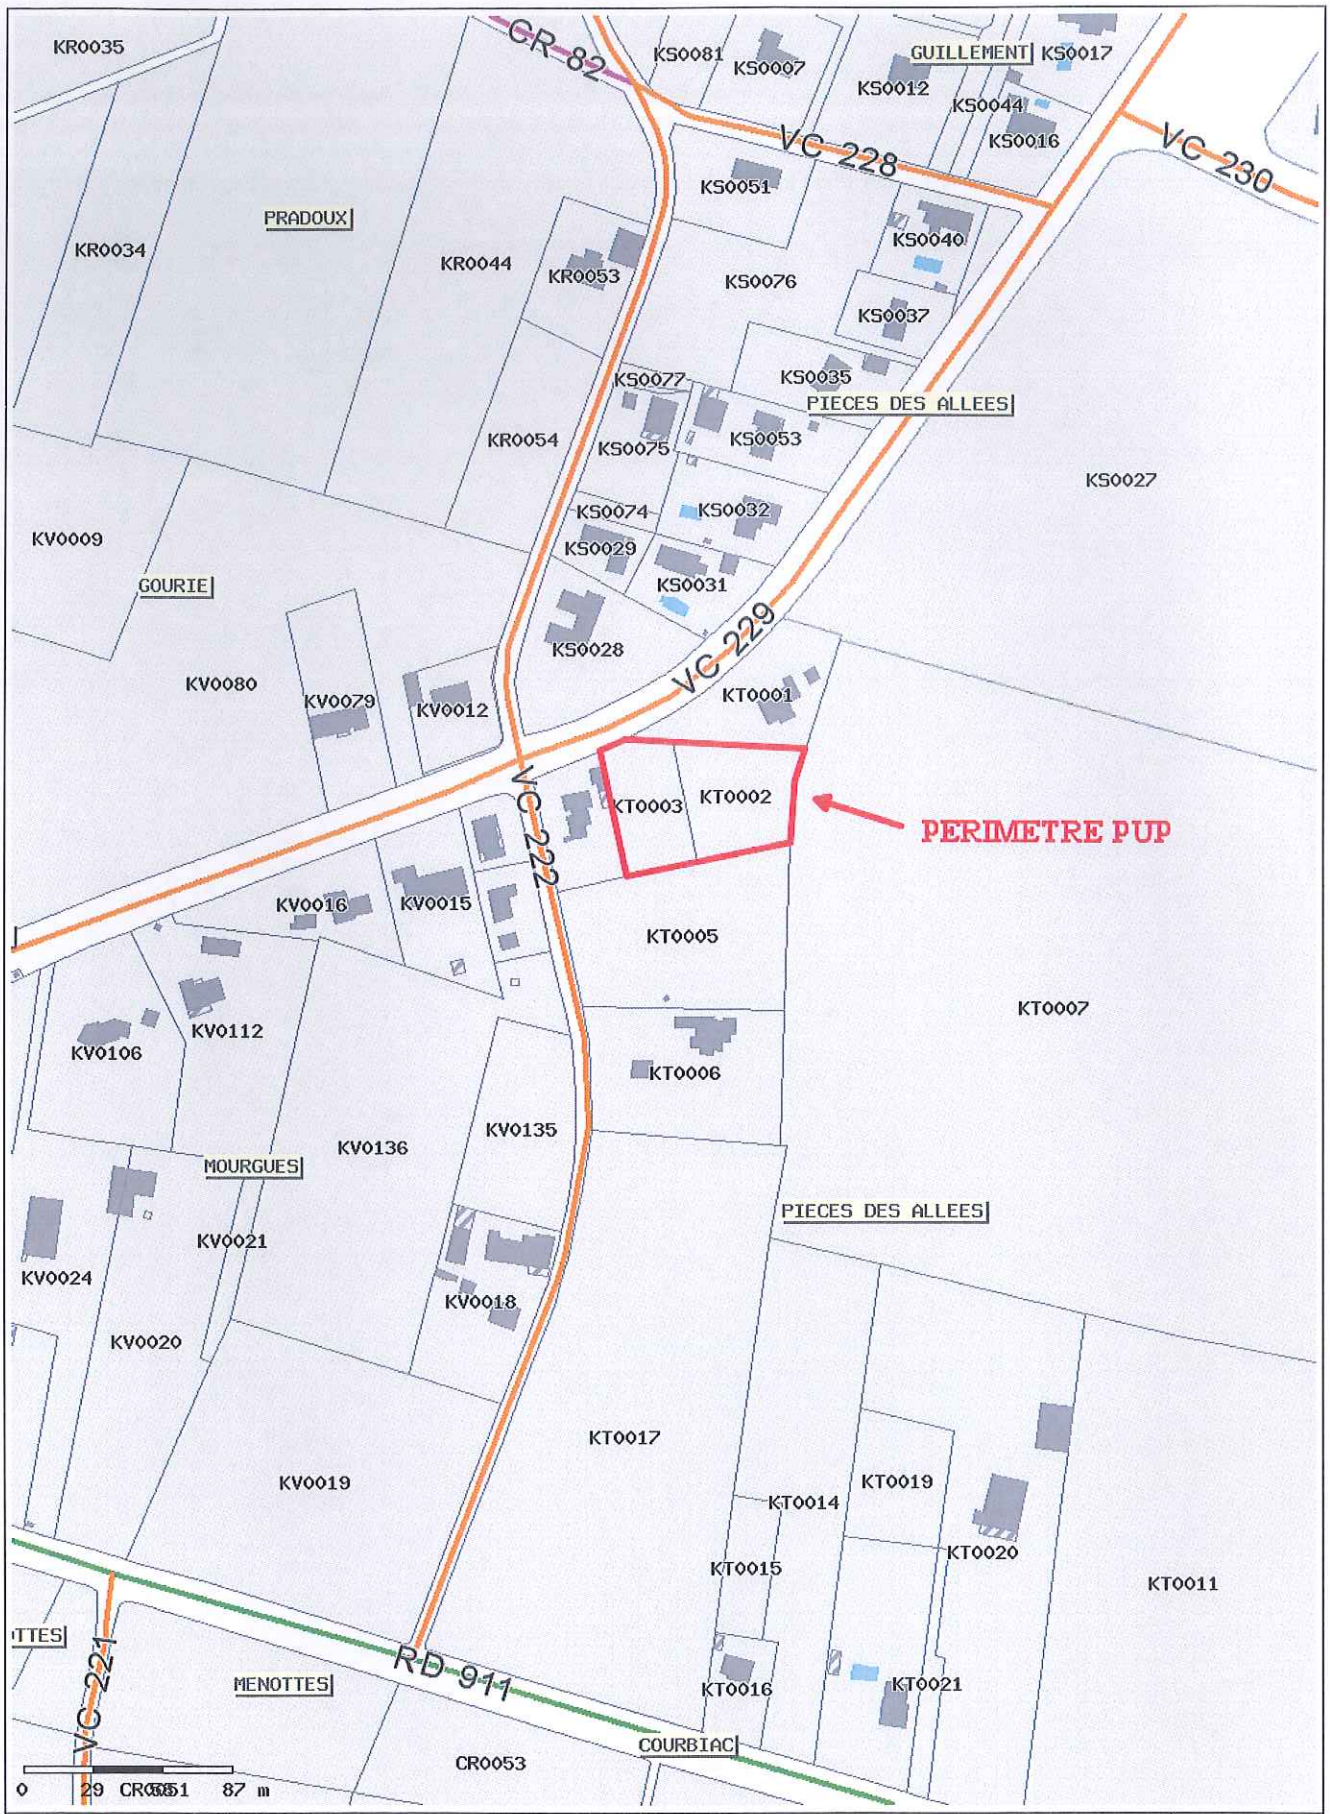 KR0035
CR 82
KS0081
KS0007
GUILLEMENT
KS0017
KS0012
KS0044
KS0016
VC 228
VC 230
KS0051
PRADOUX
KR0034
KR0044
KR0053
KS0040
KS0076
KS0037
KS0077
KS0035
PIECES DES ALLEES
KR0054
KS0075
KS0053
KS0027
KV0009
KS0074
KS0032
KS0029
GOURIE
KS0031
VC 229
KS0028
KV0080
KV0079
KV0012
KT0001
KT0003
KT0002
PERIMETRE PUP
VC 222
KV0016
KV0015
KT0005
KT0007
KV0112
KV0106
KT0006
KV0135
KV0136
MOURGUES
PIECES DES ALLEES
KV0021
KV0024
KV0018
KV0020
KT0017
KV0019
KT0019
KT0014
KT0020
KT0015
KT0011
TTES
VC 221
RD 911
MENOTTES
KT0016
KT0021
COURBIAC
CR0053
0 29 87 m